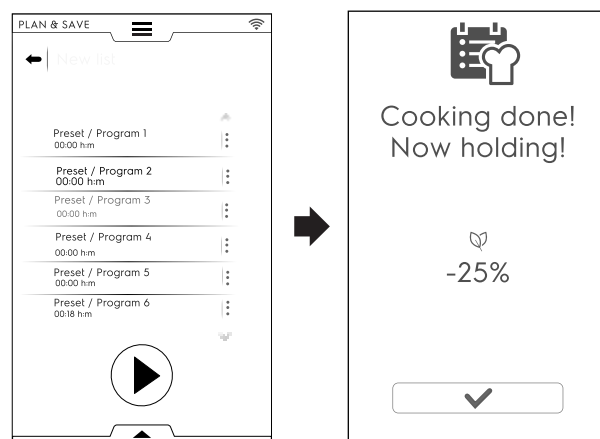 PLAN & SAVE
New list
Preset / Program 1
00:00 h:m
Preset / Program 2
00:00 h:m
Preset / Program 3
00:00 h:m
Preset / Program 4
00:00 h:m
Preset / Program 5
00:00 h:m
Preset / Program 6
00:18 h:m
Cooking done!
Now holding!
-25%